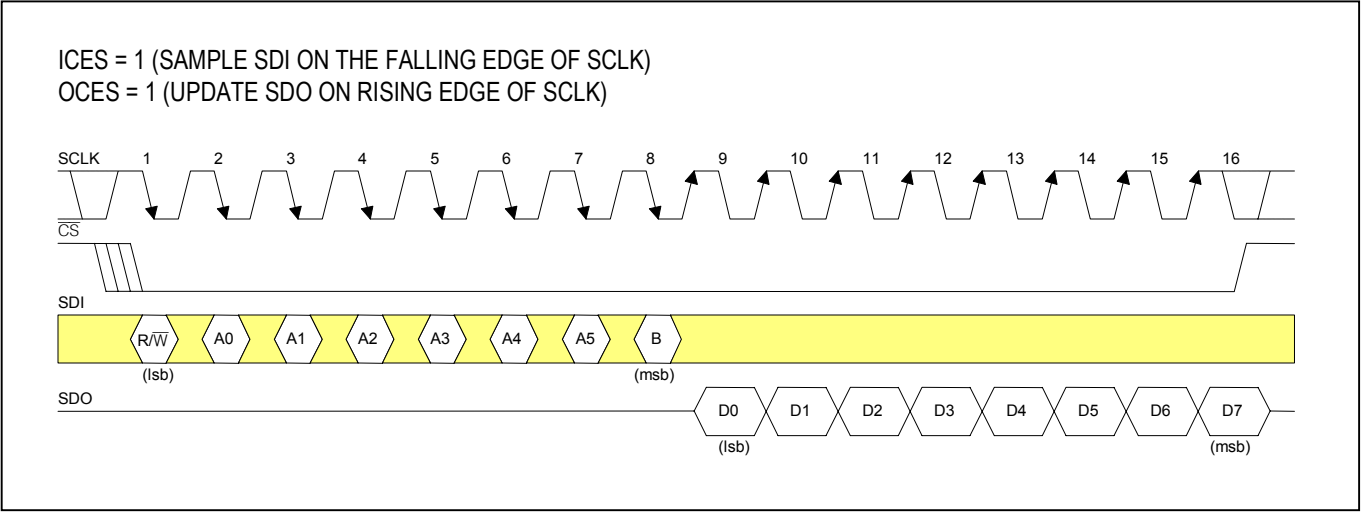 ICES = 1 (SAMPLE SDI ON THE FALLING EDGE OF SCLK)
OCES = 1 (UPDATE SDO ON RISING EDGE OF SCLK)
SCLK 1 2 3 4 5 6 7 8 9 10 11 12 13 14 15 16
C̅S̅
SDI
R/W̅ A0 A1 A2 A3 A4 A5 B
(lsb) (msb)
SDO
D0 D1 D2 D3 D4 D5 D6 D7
(lsb) (msb)